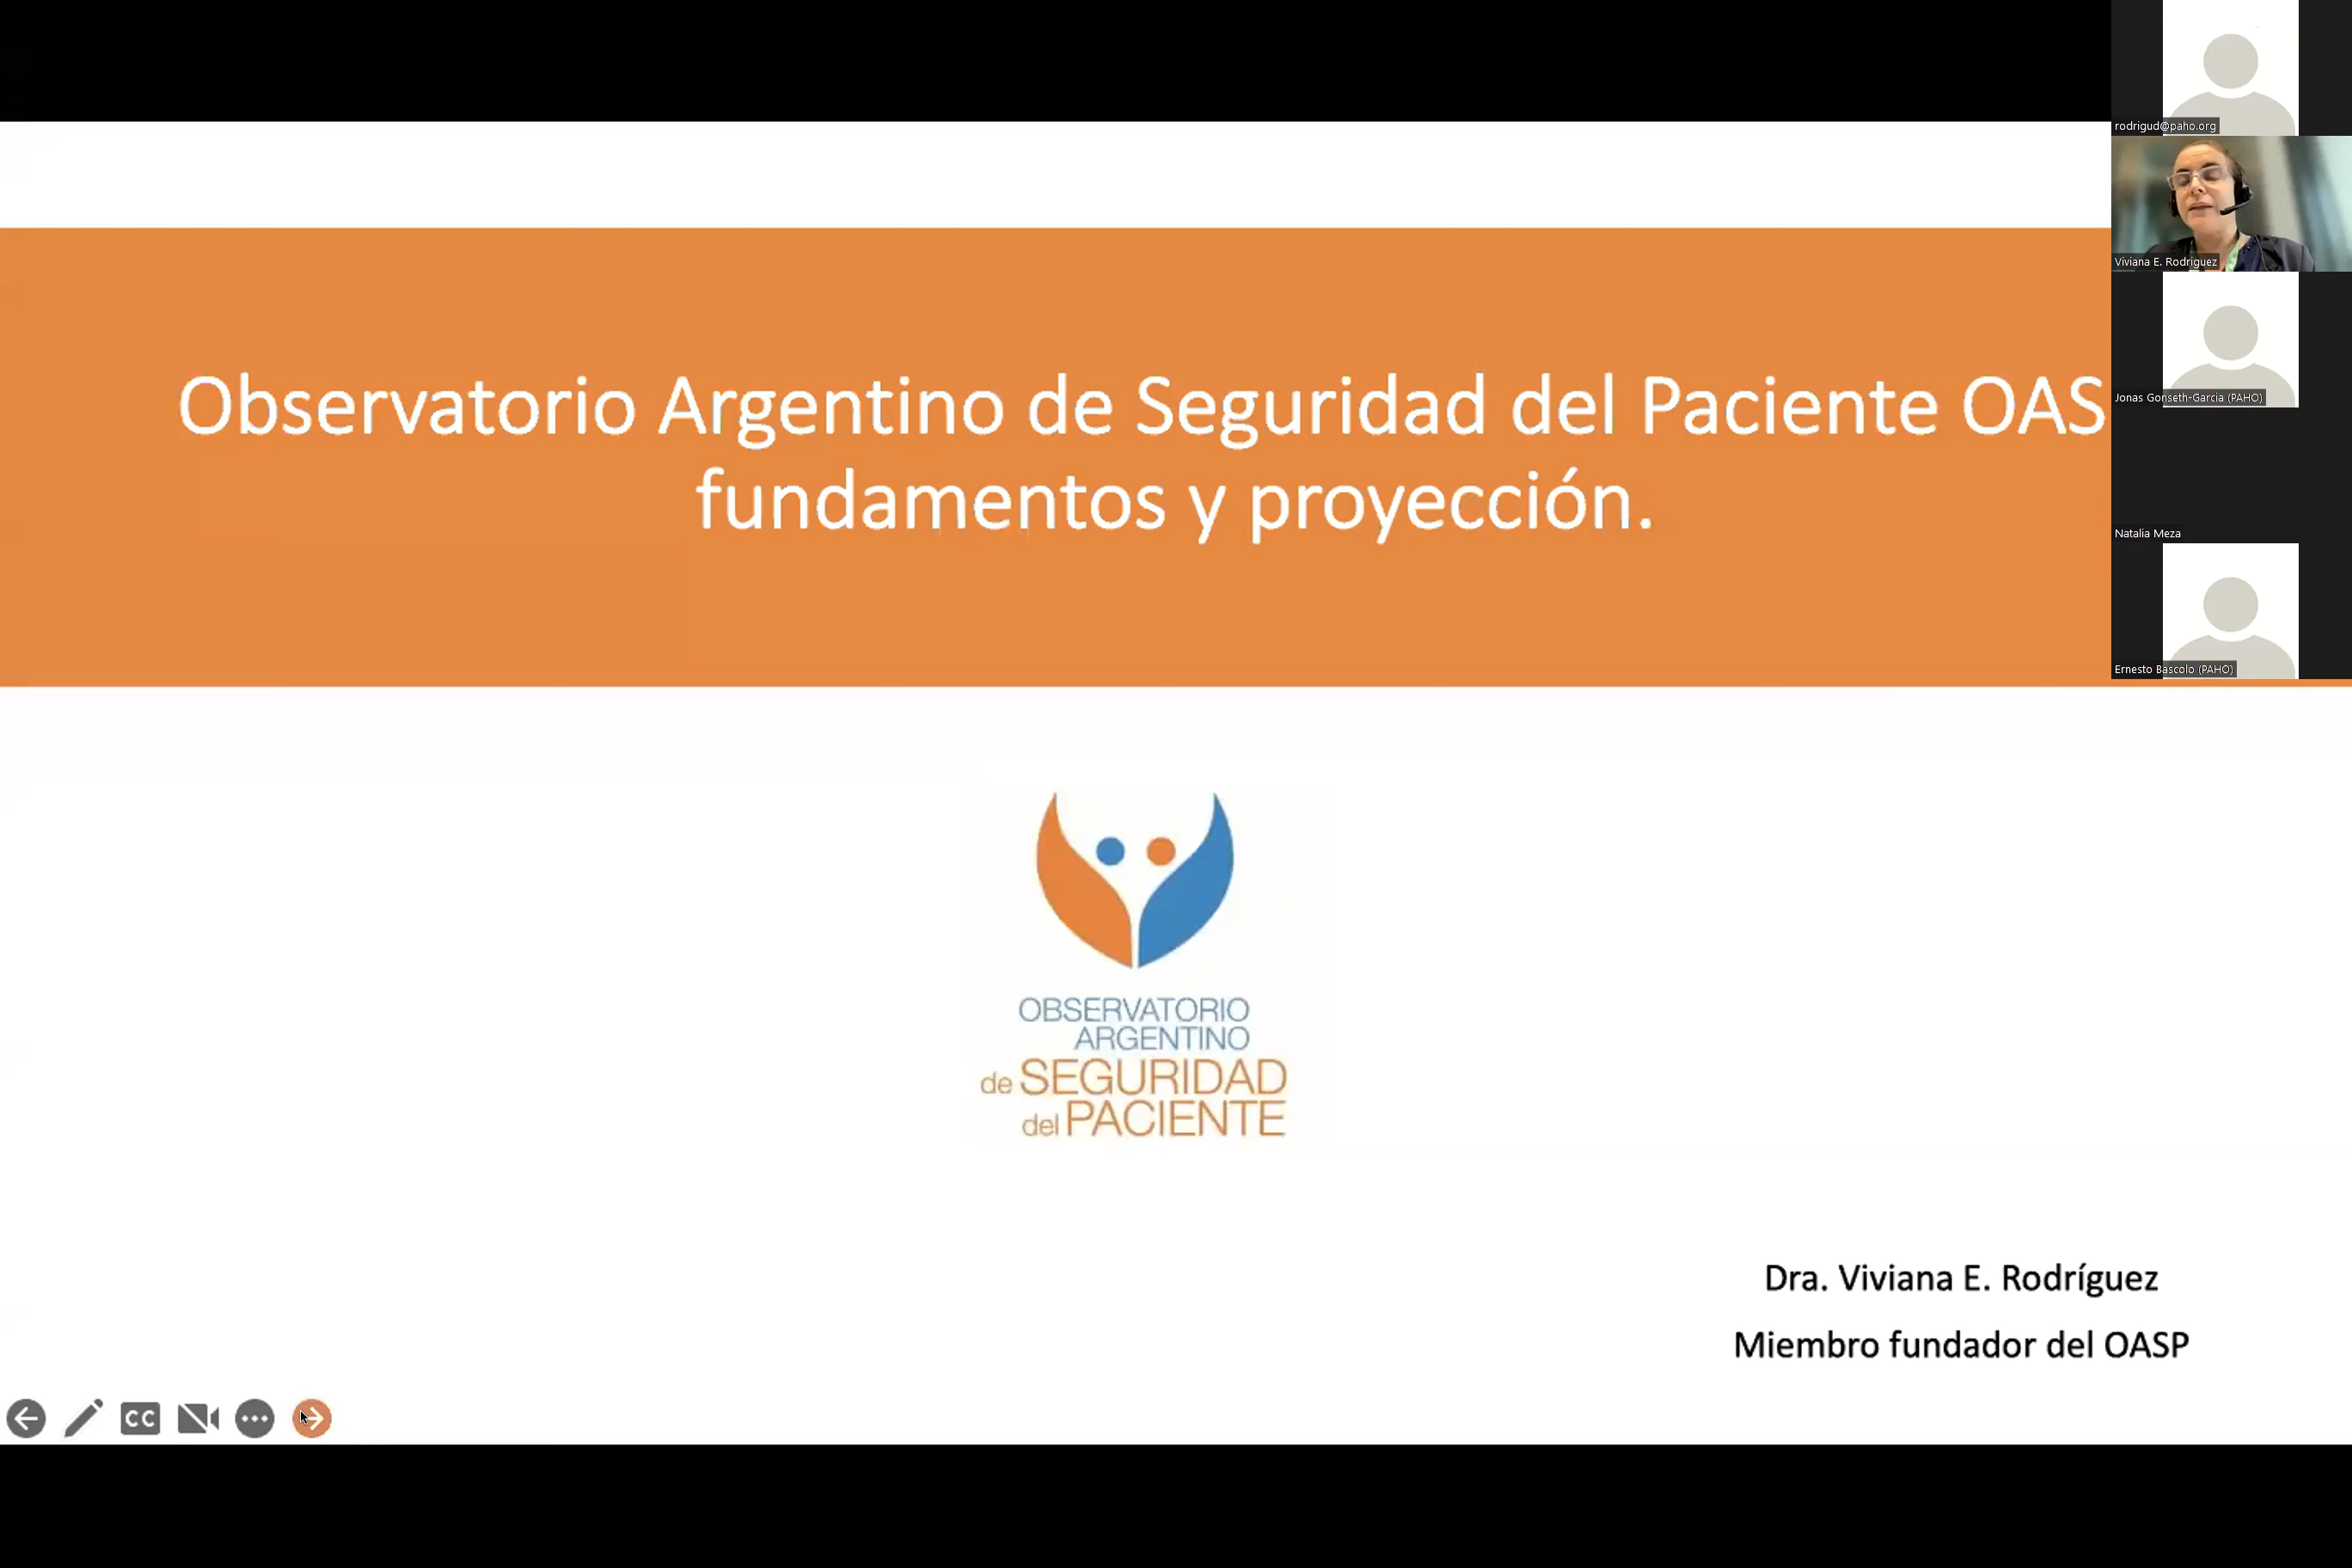 Observatorio Argentino de Seguridad del Paciente OAS
fundamentos y proyección.
OBSERVATORIO
ARGENTINO
de SEGURIDAD
del PACIENTE
Dra. Viviana E. Rodríguez
Miembro fundador del OASP
CC
rodrigud@paho.org
Viviana E. Rodriguez
Jonas Gonseth-Garcia (PAHO)
Natalia Meza
Ernesto Bascolo (PAHO)